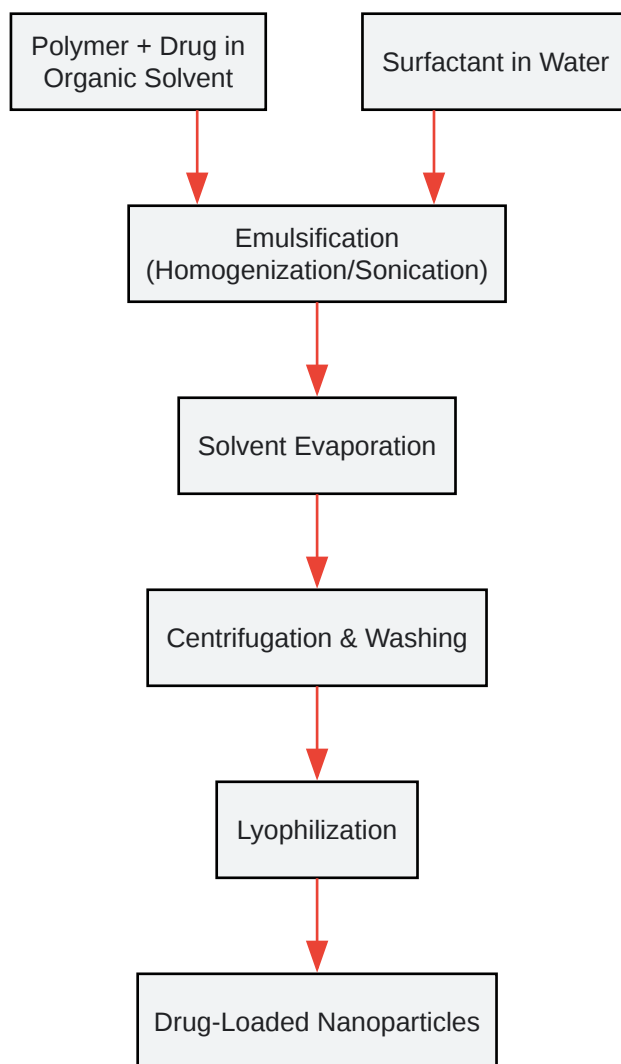 Polymer + Drug in
Organic Solvent
Surfactant in Water
Emulsification
(Homogenization/Sonication)
Solvent Evaporation
Centrifugation & Washing
Lyophilization
Drug-Loaded Nanoparticles